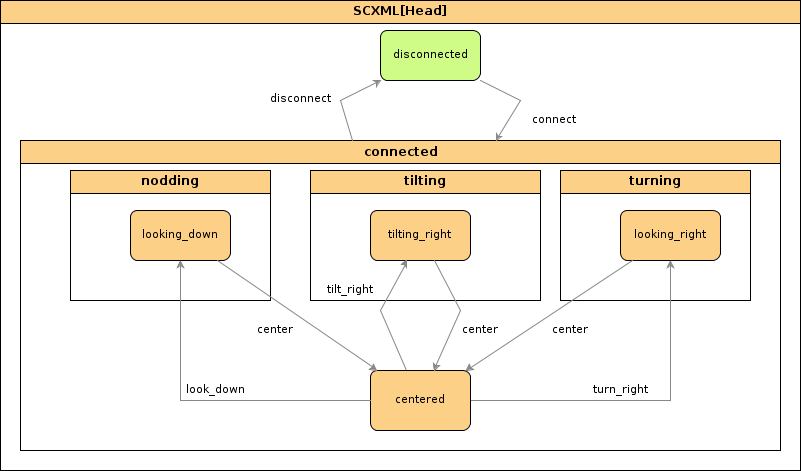 SCXML[Head]
disconnected
disconnect
connect
connected
nodding
tilting
turning
looking_down
tilting_right
looking_right
tilt_right
center
center
center
look_down
centered
turn_right